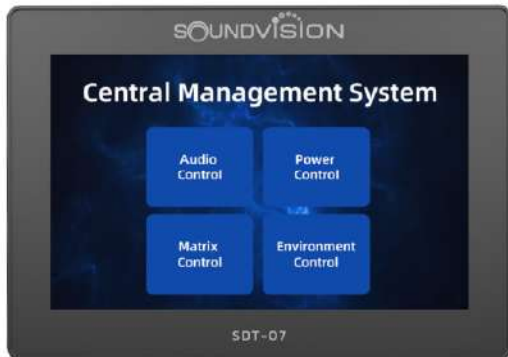 SOUNDVISION
Central Management System
Audio
Control
Power
Control
Matrix
Control
Environment
Control
SDT-07